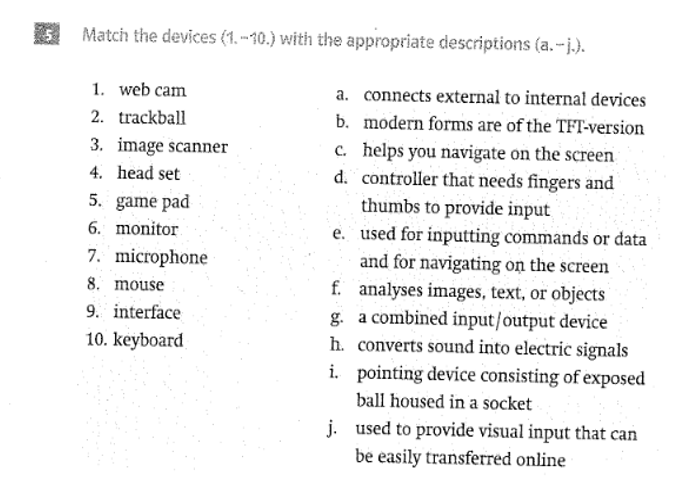 5 Match the devices (1.–10.) with the appropriate descriptions (a.–j.).
1. web cam
2. trackball
3. image scanner
4. head set
5. game pad
6. monitor
7. microphone
8. mouse
9. interface
10. keyboard
a. connects external to internal devices
b. modern forms are of the TFT-version
c. helps you navigate on the screen
d. controller that needs fingers and
thumbs to provide input
e. used for inputting commands or data
and for navigating on the screen
f. analyses images, text, or objects
g. a combined input/output device
h. converts sound into electric signals
i. pointing device consisting of exposed
ball housed in a socket
j. used to provide visual input that can
be easily transferred online